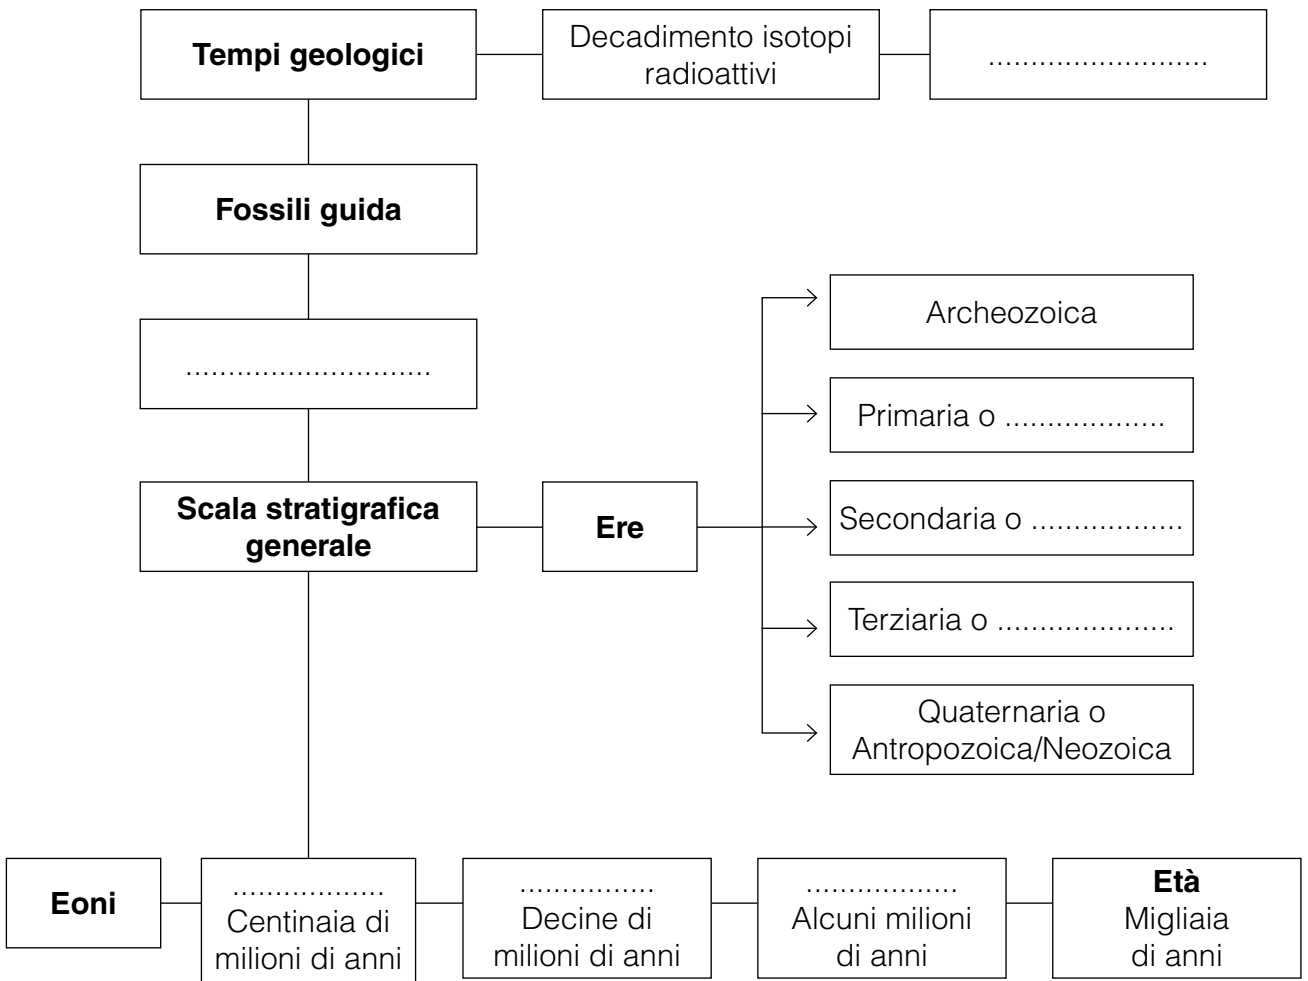 Tempi geologici
Decadimento isotopi
radioattivi
..........................
Fossili guida
.............................
Scala stratigrafica
generale
Ere
Archeozoica
Primaria o ...................
Secondaria o ..................
Terziaria o .....................
Quaternaria o
Antropozoica/Neozoica
Eoni
..................
Centinaia di
milioni di anni
................
Decine di
milioni di anni
..................
Alcuni milioni
di anni
Età
Migliaia
di anni